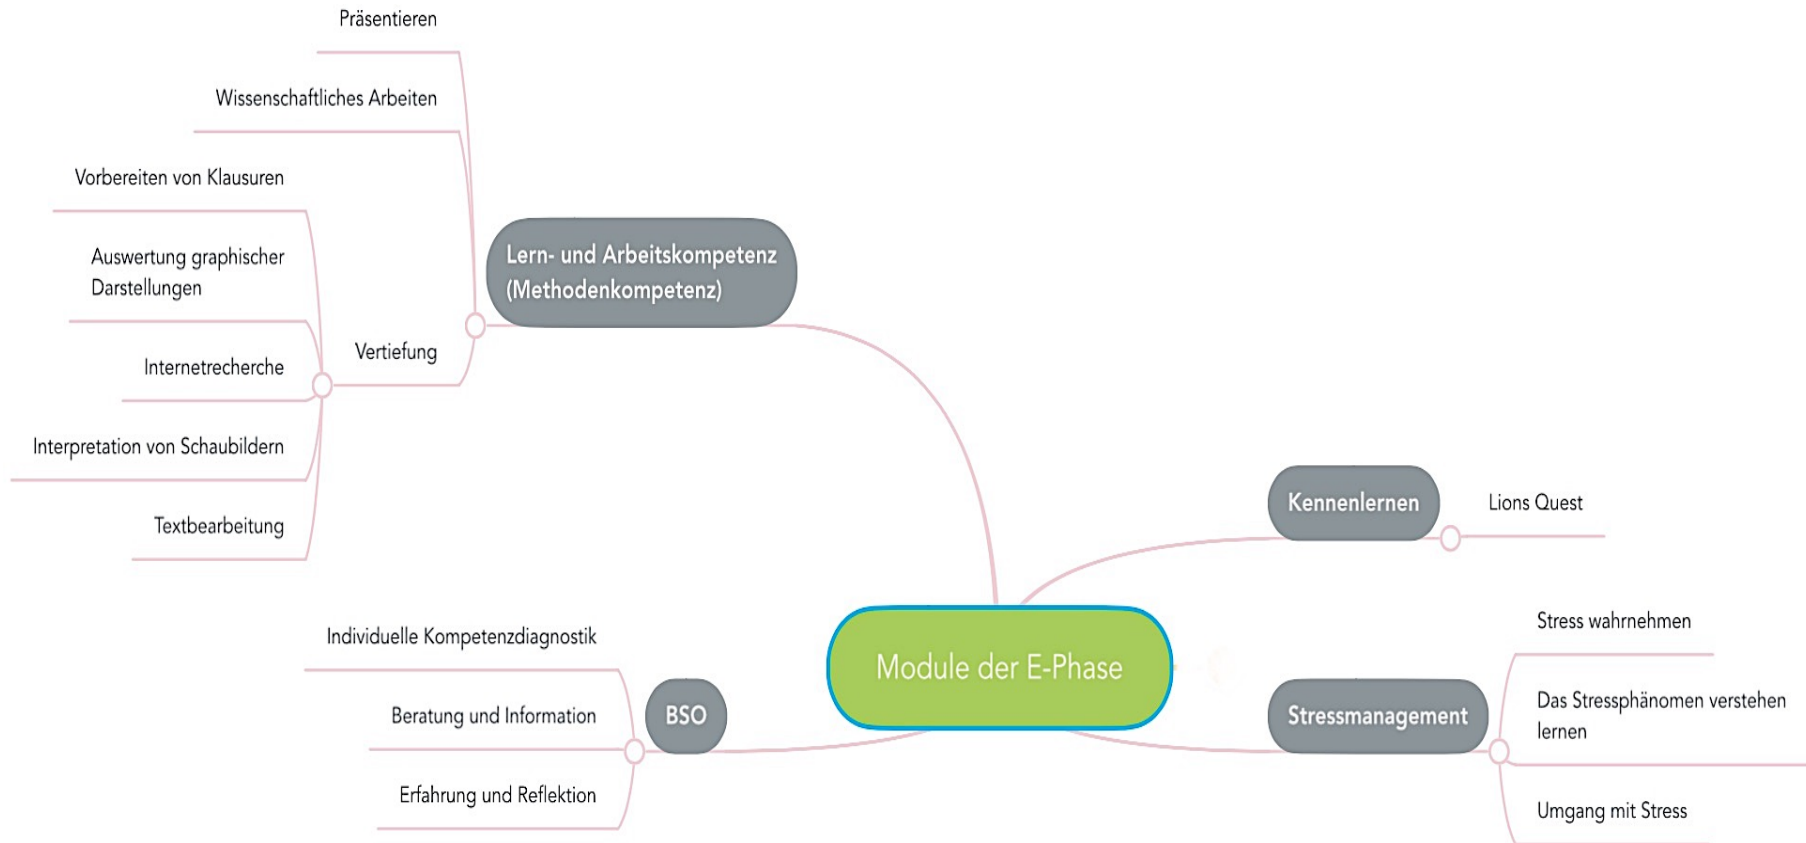 Präsentieren
Wissenschaftliches Arbeiten
Vorbereiten von Klausuren
Auswertung graphischer
Darstellungen
Internetrecherche
Interpretation von Schaubildern
Textbearbeitung
Vertiefung
Lern- und Arbeitskompetenz
(Methodenkompetenz)
Kennenlernen
Lions Quest
Module der E-Phase
Individuelle Kompetenzdiagnostik
Beratung und Information
Erfahrung und Reflektion
BSO
Stressmanagement
Stress wahrnehmen
Das Stressphänomen verstehen
lernen
Umgang mit Stress